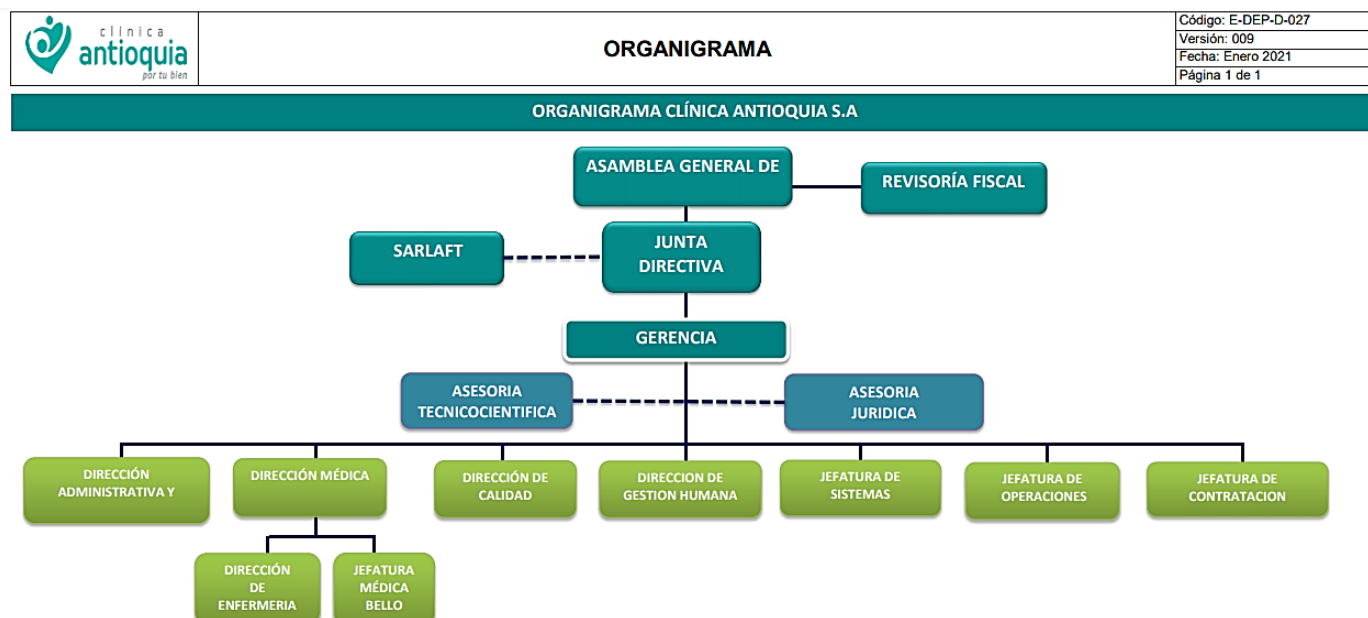 clínica
antioquia
por tu bien
ORGANIGRAMA
Código: E-DEP-D-027
Versión: 009
Fecha: Enero 2021
Página 1 de 1
ORGANIGRAMA CLÍNICA ANTIOQUIA S.A
ASAMBLEA GENERAL DE
REVISORÍA FISCAL
SARLAFT
JUNTA
DIRECTIVA
GERENCIA
ASESORIA
TECNICOCIENTIFICA
ASESORIA
JURIDICA
DIRECCIÓN
ADMINISTRATIVA Y
DIRECCIÓN MÉDICA
DIRECCIÓN DE
CALIDAD
DIRECCION DE
GESTION HUMANA
JEFATURA DE
SISTEMAS
JEFATURA DE
OPERACIONES
JEFATURA DE
CONTRATACION
DIRECCIÓN
DE
ENFERMERIA
JEFATURA
MÉDICA
BELLO